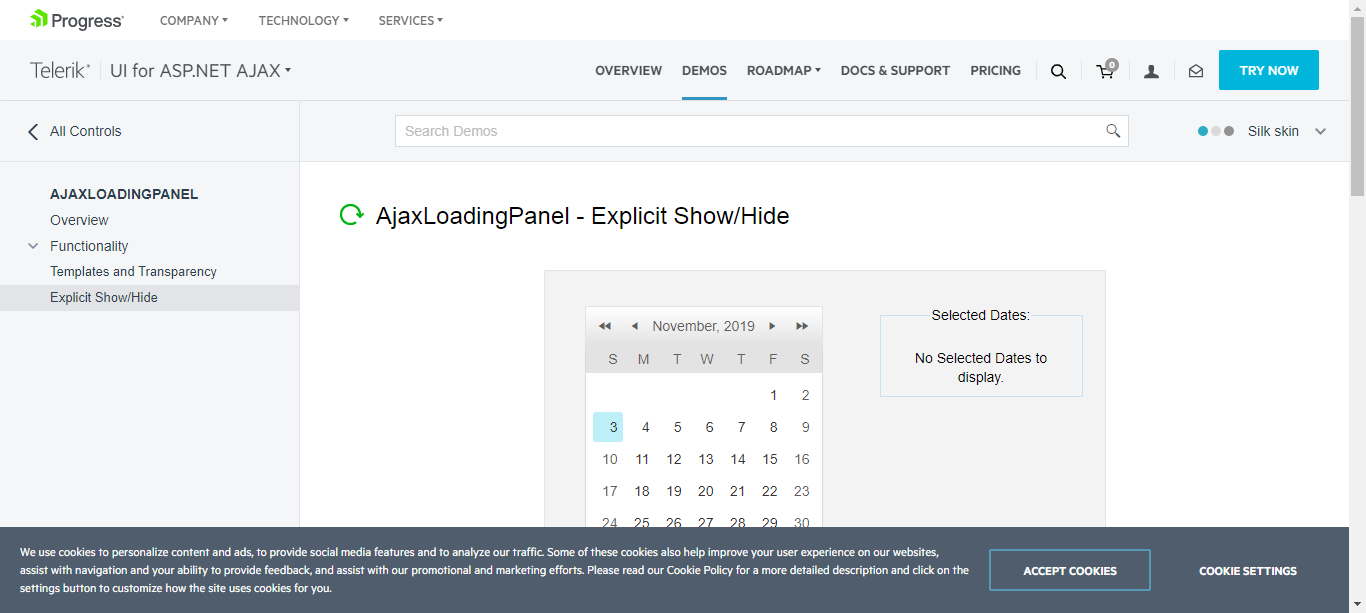 Progress
COMPANY TECHNOLOGY SERVICES
Telerik UI for ASP.NET AJAX
OVERVIEW DEMOS ROADMAP DOCS & SUPPORT PRICING 0 TRY NOW
All Controls
Search Demos
Silk skin
AJAXLOADINGPANEL
Overview
Functionality
Templates and Transparency
Explicit Show/Hide
AjaxLoadingPanel - Explicit Show/Hide
November, 2019
S M T W T F S
1 2
3 4 5 6 7 8 9
10 11 12 13 14 15 16
17 18 19 20 21 22 23
24 25 26 27 28 29 30
Selected Dates:
No Selected Dates to
display.
We use cookies to personalize content and ads, to provide social media features and to analyze our traffic. Some of these cookies also help improve your user experience on our websites,
assist with navigation and your ability to provide feedback, and assist with our promotional and marketing efforts. Please read our Cookie Policy for a more detailed description and click on the
settings button to customize how the site uses cookies for you.
ACCEPT COOKIES
COOKIE SETTINGS